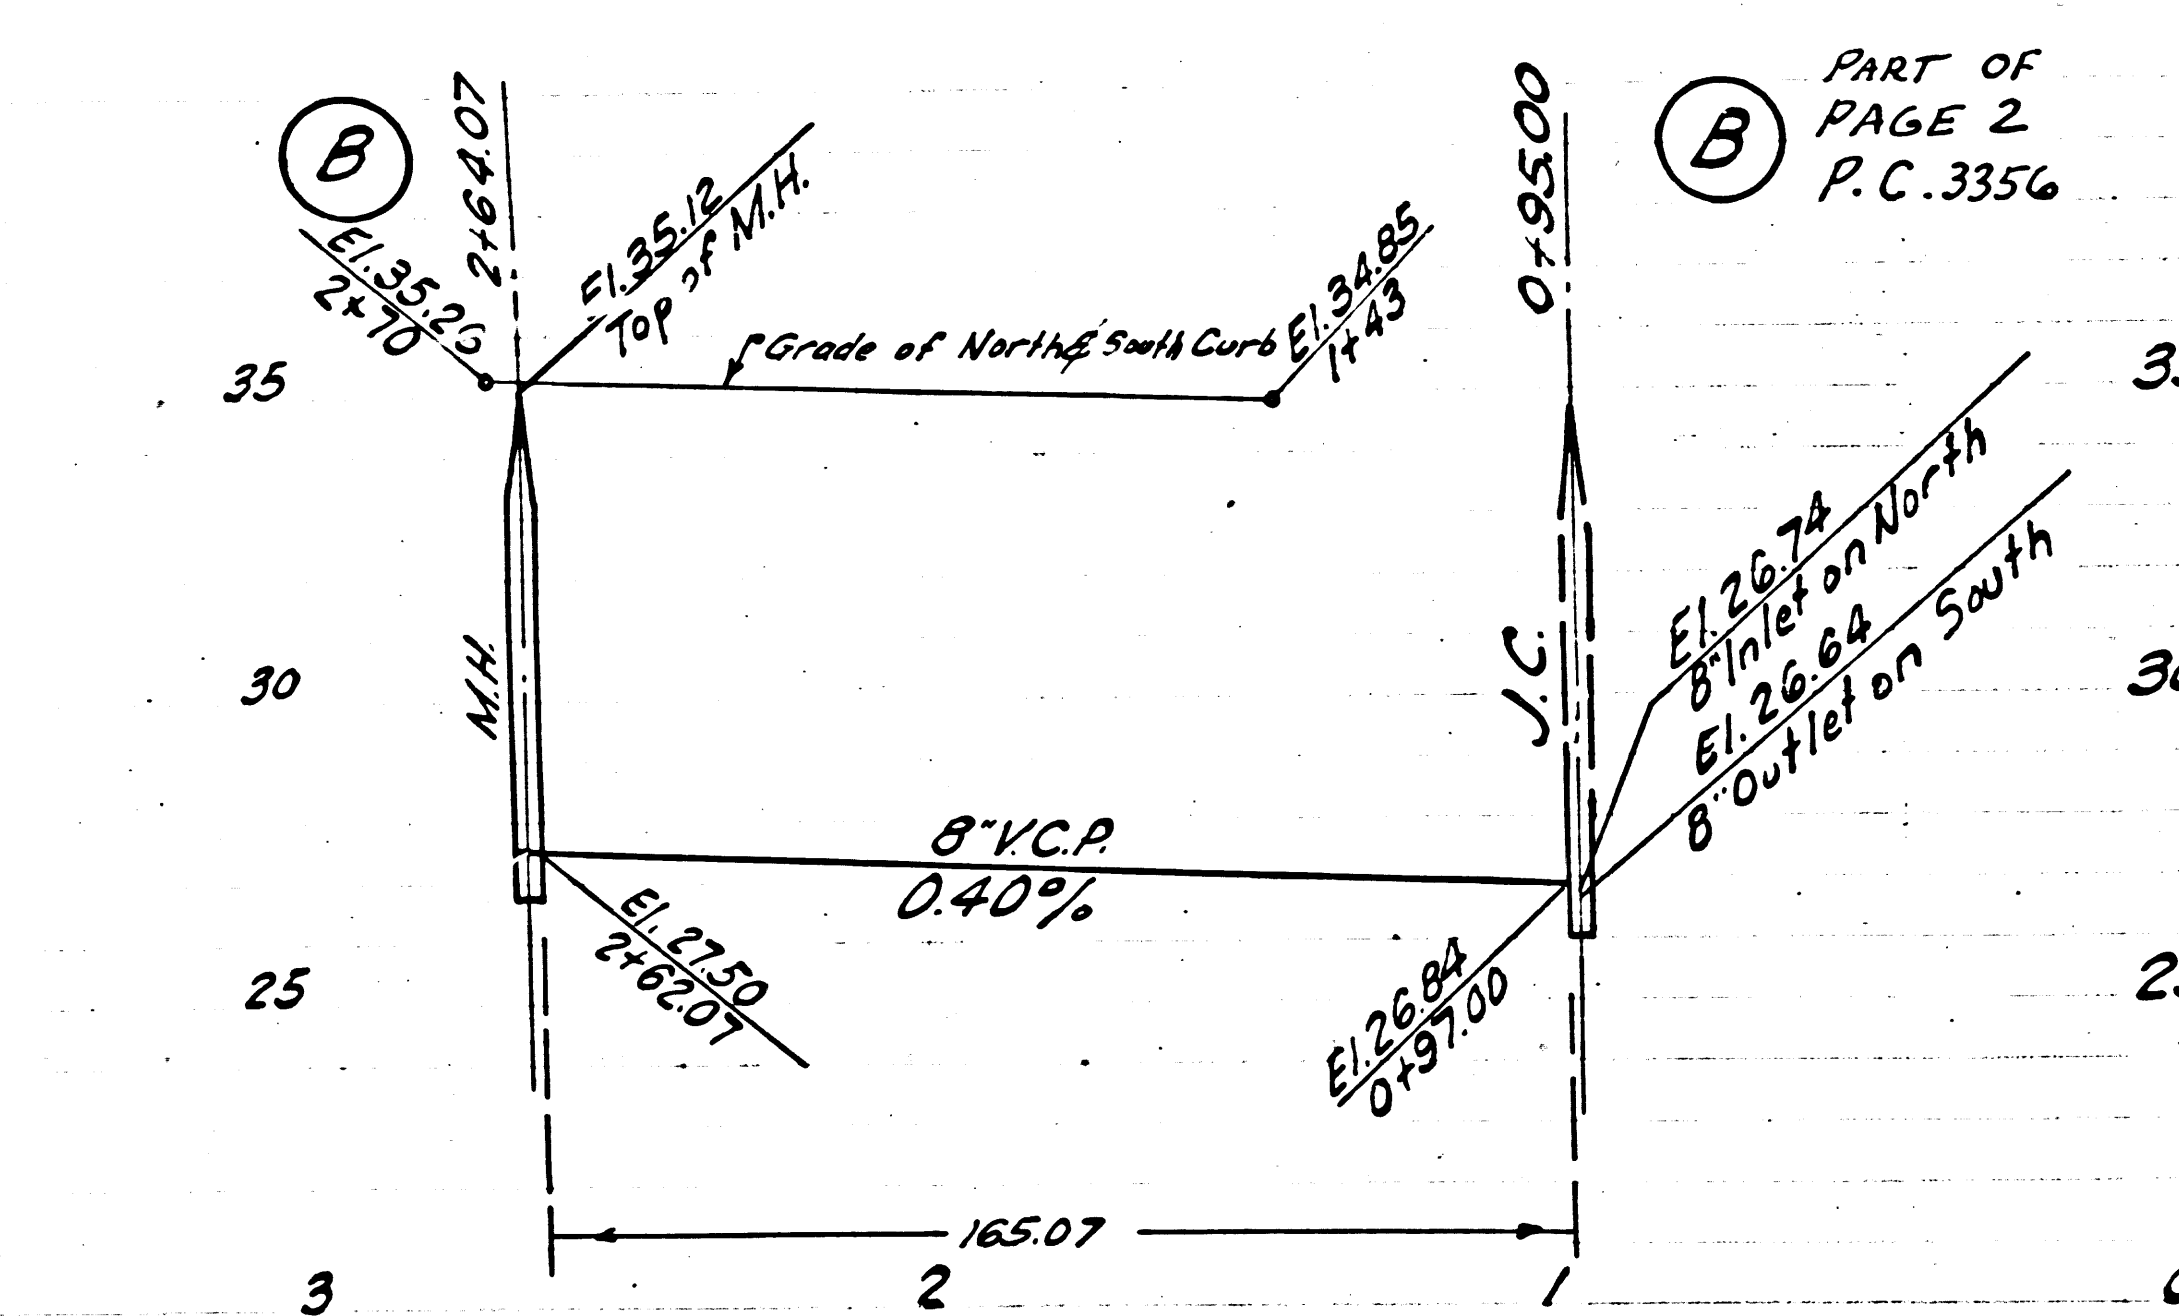 B
2+64.07
0+95.00
B
PART OF
PAGE 2
P.C. 3356
El. 35.26
2+70
El. 35.12
Top of M.H.
Grade of North & South Curb
El. 34.85
1+43
35
M.H.
J.C.
El. 26.74
8" Inlet on North
El. 26.64
8" Outlet on South
30
8" V.C.P.
0.40%
El. 27.50
2+62.07
El. 26.84
0+97.00
25
165.07
3 2 1